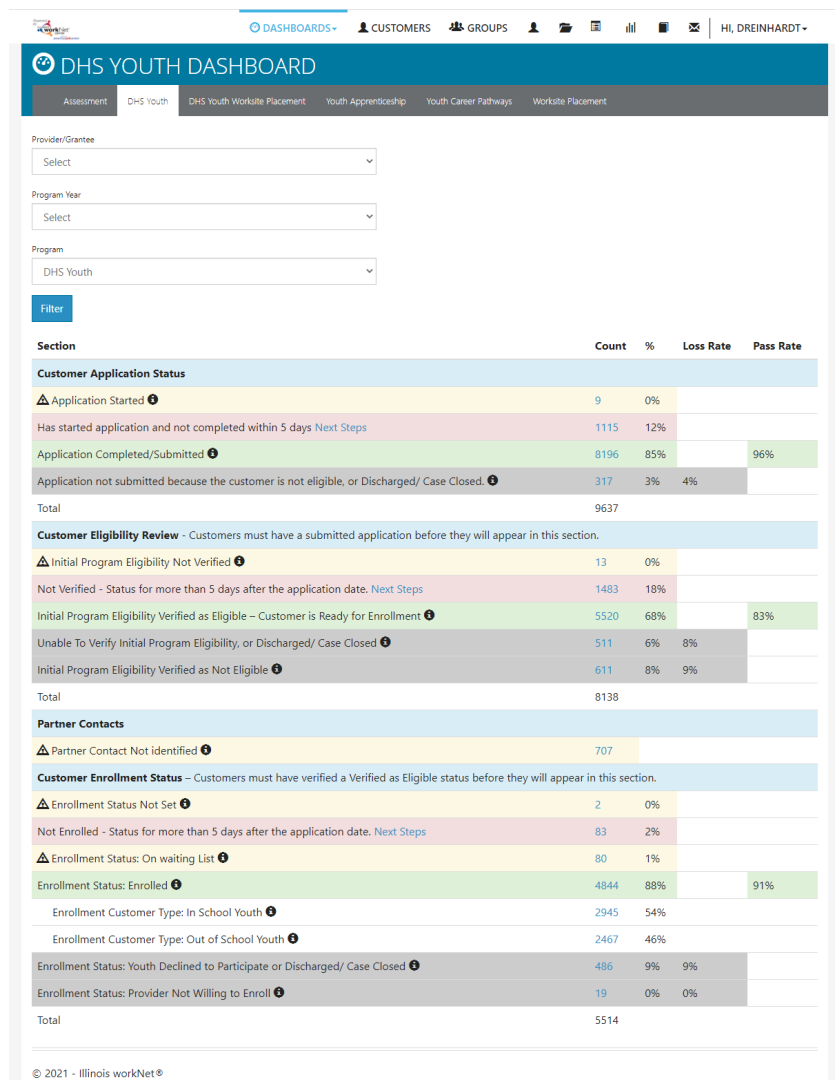 workNet
DASHBOARDS CUSTOMERS GROUPS HI, DREINHARDT
DHS YOUTH DASHBOARD
Assessment DHS Youth DHS Youth Worksite Placement Youth Apprenticeship Youth Career Pathways Worksite Placement
Provider/Grantee
Select
Program Year
Select
Program
DHS Youth
Filter
Section Count % Loss Rate Pass Rate
Customer Application Status
Application Started 9 0%
Has started application and not completed within 5 days Next Steps 1115 12%
Application Completed/Submitted 8196 85% 96%
Application not submitted because the customer is not eligible, or Discharged/ Case Closed. 317 3% 4%
Total 9637
Customer Eligibility Review - Customers must have a submitted application before they will appear in this section.
Initial Program Eligibility Not Verified 13 0%
Not Verified - Status for more than 5 days after the application date. Next Steps 1483 18%
Initial Program Eligibility Verified as Eligible – Customer is Ready for Enrollment 5520 68% 83%
Unable To Verify Initial Program Eligibility, or Discharged/ Case Closed 511 6% 8%
Initial Program Eligibility Verified as Not Eligible 611 8% 9%
Total 8138
Partner Contacts
Partner Contact Not identified 707
Customer Enrollment Status – Customers must have verified a Verified as Eligible status before they will appear in this section.
Enrollment Status Not Set 2 0%
Not Enrolled - Status for more than 5 days after the application date. Next Steps 83 2%
Enrollment Status: On waiting List 80 1%
Enrollment Status: Enrolled 4844 88% 91%
Enrollment Customer Type: In School Youth 2945 54%
Enrollment Customer Type: Out of School Youth 2467 46%
Enrollment Status: Youth Declined to Participate or Discharged/ Case Closed 486 9% 9%
Enrollment Status: Provider Not Willing to Enroll 19 0% 0%
Total 5514
© 2021 - Illinois workNet®